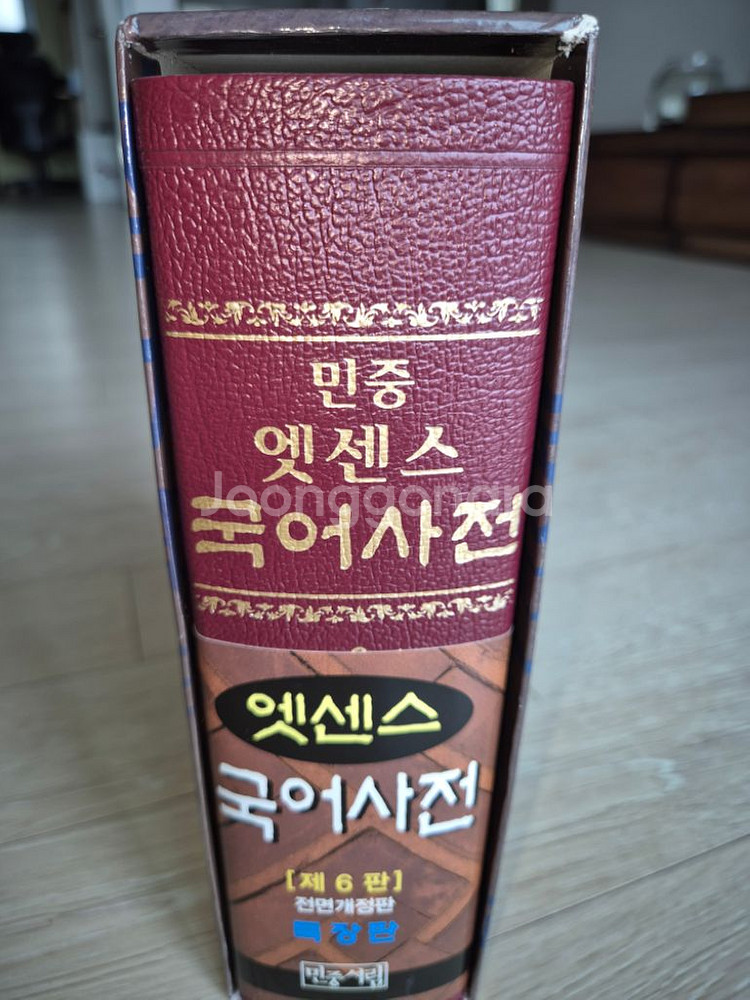 민중
엣센스
Joonggonara
국어사전
엣센스
국어사전
[제 6 판]
전면개정판
특장판
민중서림